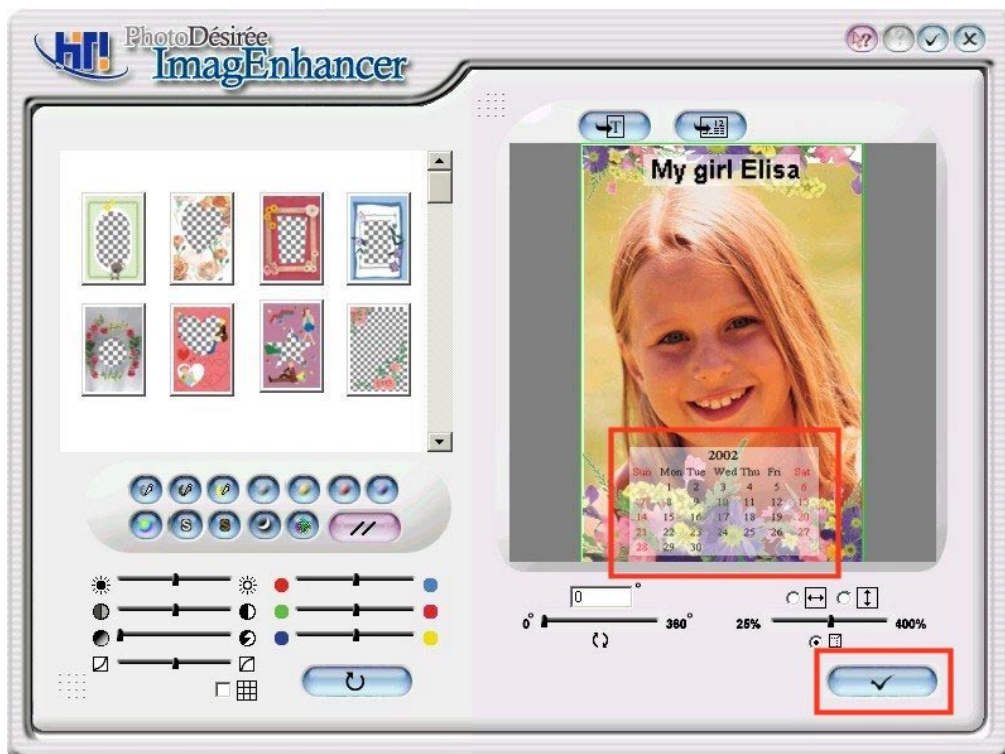 HiTi PhotoDésirée
ImagEnhancer
T
12
My girl Elisa
2002
Sun Mon Tue Wed Thu Fri Sat
1 2 3 4 5 6
7 8 9 10 11 12 13
14 15 16 17 18 19 20
21 22 23 24 25 26 27
28 29 30
S S
0 °
0° 360° 25% 400%